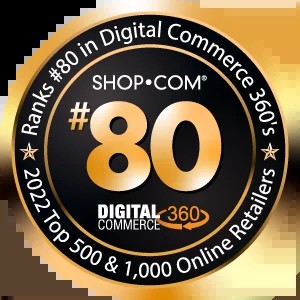 Ranks #80 in Digital Commerce 360's
SHOP•COM®
#80
DIGITAL
COMMERCE 360
2022 Top 500 & 1,000 Online Retailers